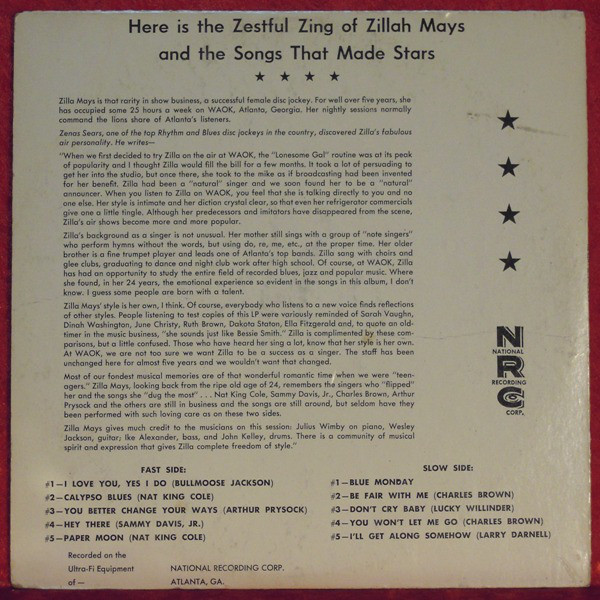 Here is the Zestful Zing of Zillah Mays
and the Songs That Made Stars
★ ★ ★ ★
Zilla Mays is that rarity in show business, a successful female disc jockey. For well over five years, she
has occupied some 25 hours a week on WAOK, Atlanta, Georgia. Her nightly sessions normally
command the lions share of Atlanta's listeners.
Zenas Sears, one of the top Rhythm and Blues disc jockeys in the country, discovered Zilla's fabulous
air personality. He writes—
"When we first decided to try Zilla on the air at WAOK, the "Lonesome Gal" routine was at its peak
of popularity and I thought Zilla would fill the bill for a few months. It took a lot of persuading to
get her into the studio, but once there, she took to the mike as if broadcasting had been invented
for her benefit. Zilla had been a "natural" singer and we soon found her to be a "natural"
announcer. When you listen to Zilla on WAOK, you feel that she is talking directly to you and no
one else. Her style is intimate and her diction crystal clear, so that even her refrigerator commercials
give one a little tingle. Although her predecessors and imitators have disappeared from the scene,
Zilla's air shows become more and more popular.
Zilla's background as a singer is not unusual. Her mother still sings with a group of "note singers"
who perform hymns without the words, but using do, re, me, etc., at the proper time. Her older
brother is a fine trumpet player and leads one of Atlanta's top bands. Zilla sang with choirs and
glee clubs, graduating to dance and night club work after high school. Of course, at WAOK, Zilla
has had an opportunity to study the entire field of recorded blues, jazz and popular music. Where
she found, in her 24 years, the emotional experience so evident in the songs in this album, I don't
know. I guess some people are born with a talent.
Zilla Mays' style is her own, I think. Of course, everybody who listens to a new voice finds reflections
of other styles. People listening to test copies of this LP were variously reminded of Sarah Vaughn,
Dinah Washington, June Christy, Ruth Brown, Dakota Staton, Ella Fitzgerald and, to quote an old-
timer in the music business, "she sounds just like Bessie Smith." Zilla is complimented by these com-
parisons, but a little confused. Those who have heard her sing a lot, know that her style is her own.
At WAOK, we are not too sure we want Zilla to be a success as a singer. The staff has been
unchanged here for almost five years and we wouldn't want that changed.
Most of our fondest musical memories are of that wonderful romantic time when we were "teen-
agers." Zilla Mays, looking back from the ripe old age of 24, remembers the singers who "flipped"
her and the songs she "dug the most" . . . Nat King Cole, Sammy Davis, Jr., Charles Brown, Arthur
Prysock and the others are still in business and the songs are still around, but seldom have they
been performed with such loving care as on these two sides.
Zilla Mays gives much credit to the musicians on this session: Julius Wimby on piano, Wesley
Jackson, guitar; Ike Alexander, bass, and John Kelley, drums. There is a community of musical
spirit and expression that gives Zilla complete freedom of style."
★
★
★
★
NRC
NATIONAL
RECORDING
CORP.
FAST SIDE:
#1—I LOVE YOU, YES I DO (BULLMOOSE JACKSON)
#2—CALYPSO BLUES (NAT KING COLE)
#3—YOU BETTER CHANGE YOUR WAYS (ARTHUR PRYSOCK)
#4—HEY THERE (SAMMY DAVIS, JR.)
#5—PAPER MOON (NAT KING COLE)
SLOW SIDE:
#1—BLUE MONDAY
#2—BE FAIR WITH ME (CHARLES BROWN)
#3—DON'T CRY BABY (LUCKY WILLINDER)
#4—YOU WON'T LET ME GO (CHARLES BROWN)
#5—I'LL GET ALONG SOMEHOW (LARRY DARNELL)
Recorded on the
Ultra-Fi Equipment
of —
NATIONAL RECORDING CORP.
ATLANTA, GA.